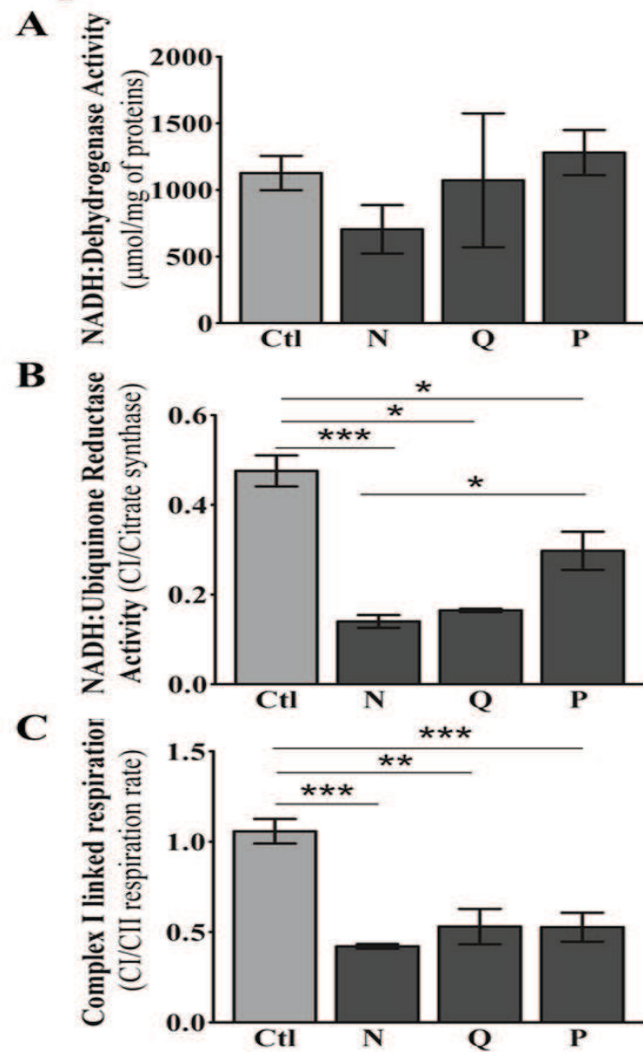 A
NADH:Dehydrogenase Activity
(µmol/mg of proteins)
2000
1500
1000
500
0
Ctl N Q P
B
NADH:Ubiquinone Reductase
Activity (CI/Citrate synthase)
0.6
0.4
0.2
0.0
*
*
***
*
Ctl N Q P
C
Complex I linked respiration
(CI/CII respiration rate)
1.5
1.0
0.5
0.0
***
**
***
Ctl N Q P